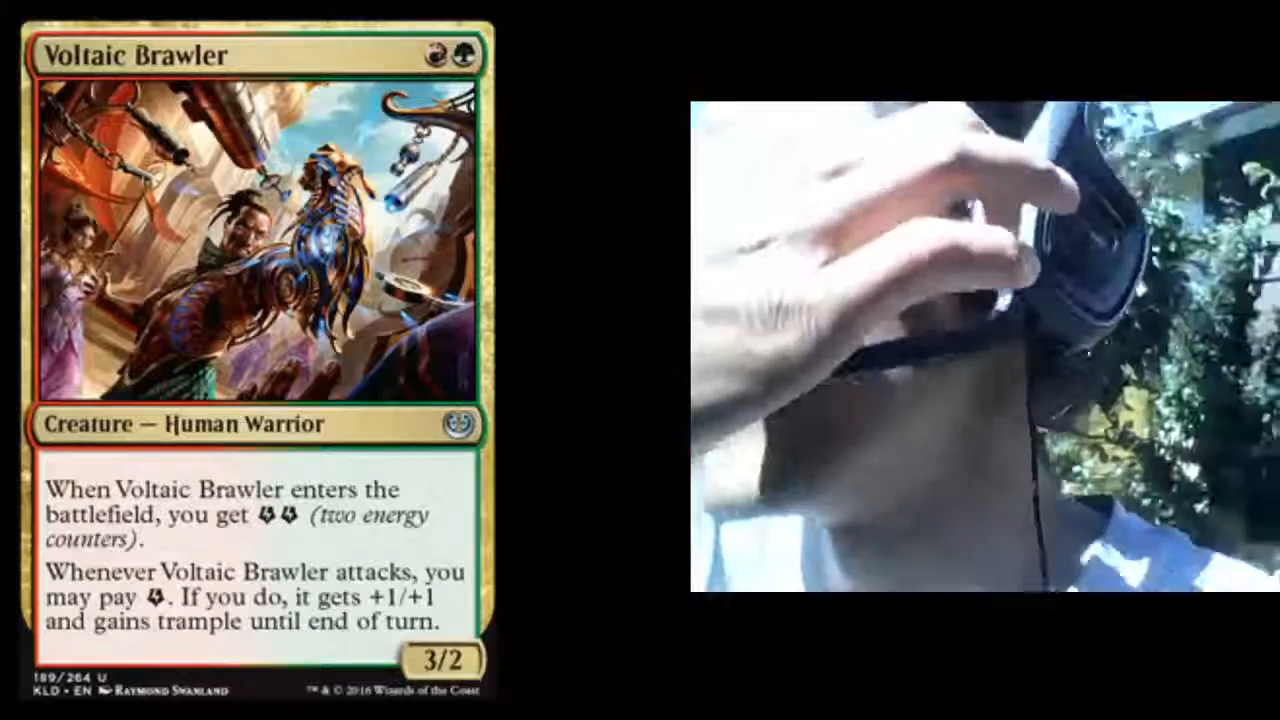 Voltaic Brawler
Creature — Human Warrior
When Voltaic Brawler enters the
battlefield, you get (two energy
counters).
Whenever Voltaic Brawler attacks, you
may pay . If you do, it gets +1/+1
and gains trample until end of turn.
3/2
189/264 U
KLD • EN Raymond Swanland
™ & © 2016 Wizards of the Coast